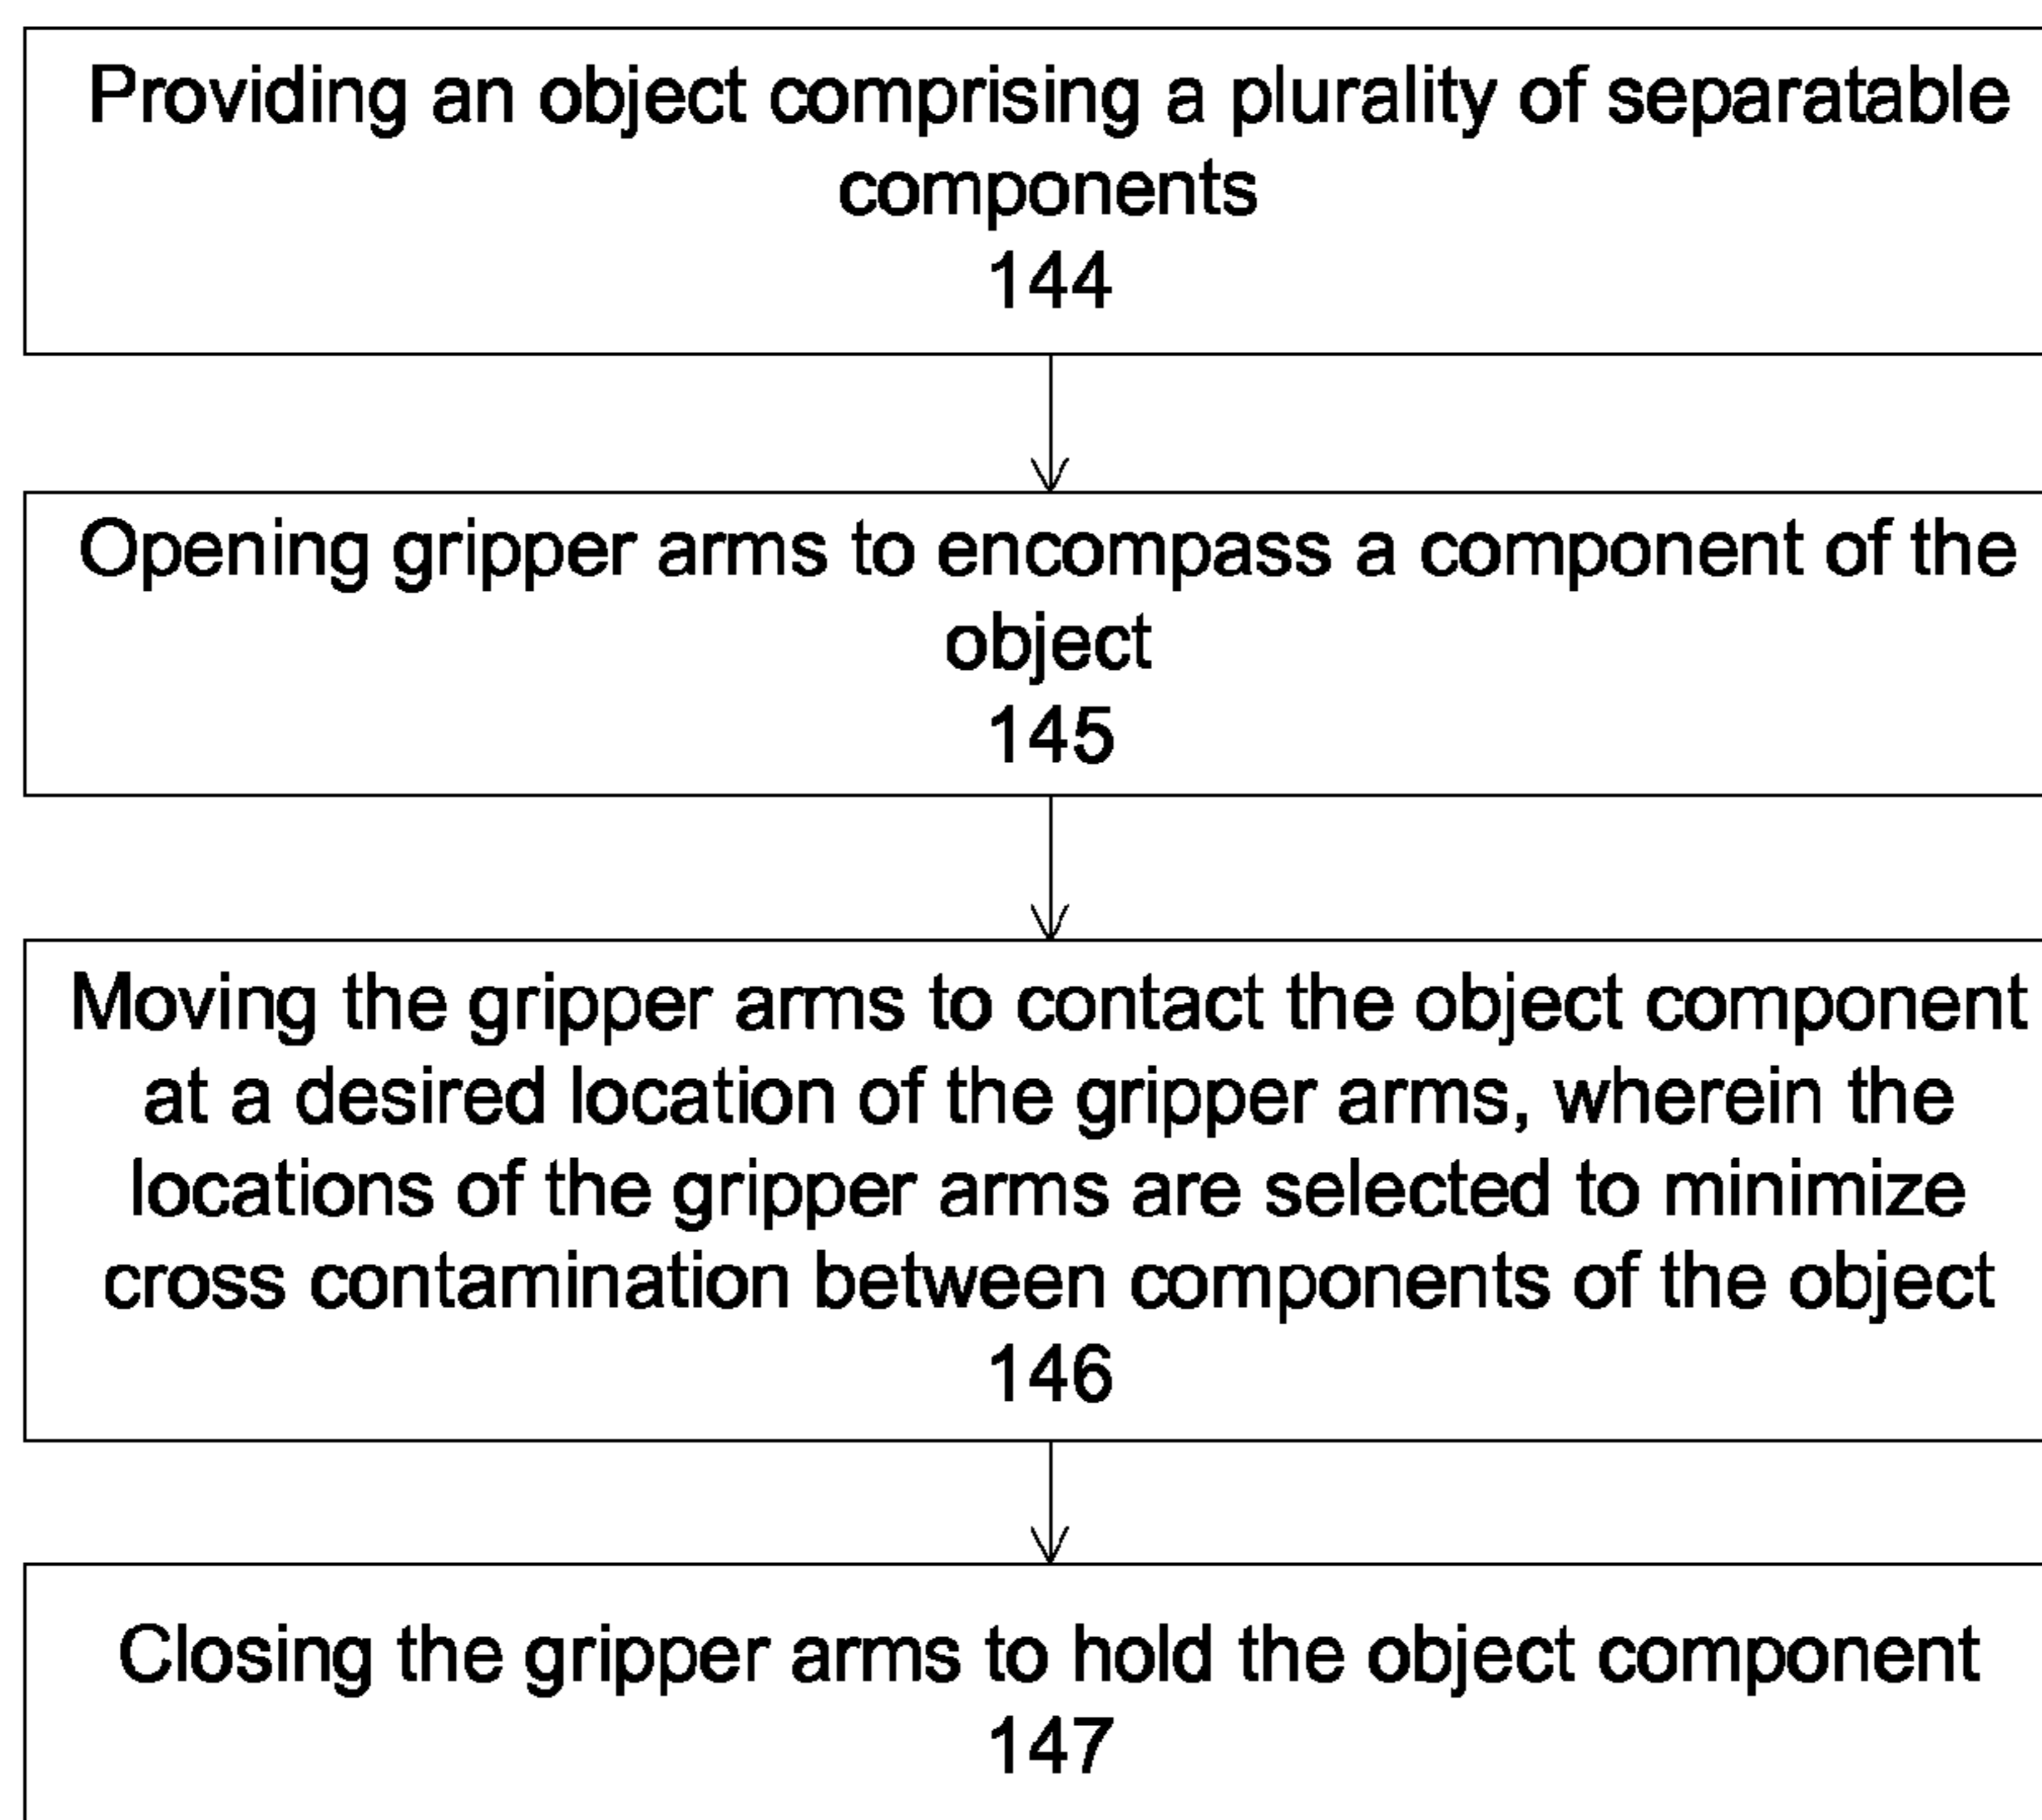 Providing an object comprising a plurality of separatable
components
144
Opening gripper arms to encompass a component of the
object
145
Moving the gripper arms to contact the object component
at a desired location of the gripper arms, wherein the
locations of the gripper arms are selected to minimize
cross contamination between components of the object
146
Closing the gripper arms to hold the object component
147